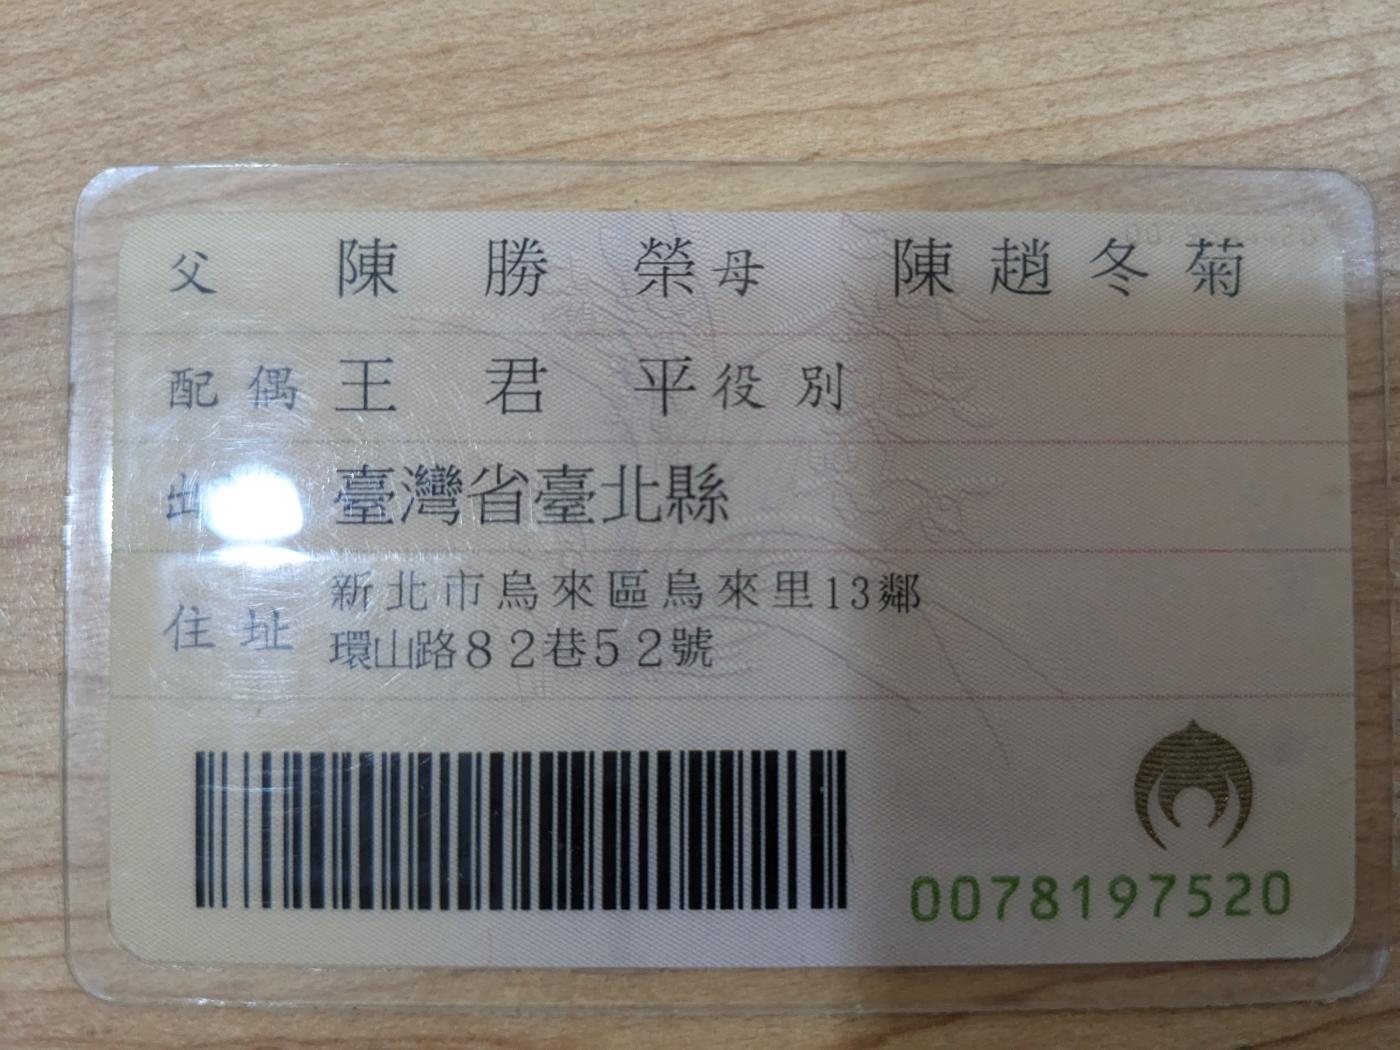 父 陳勝榮 母 陳趙冬菊
配偶 王君平 役別
出 臺灣省臺北縣
住址 新北市烏來區烏來里13鄰
環山路82巷52號
0078197520